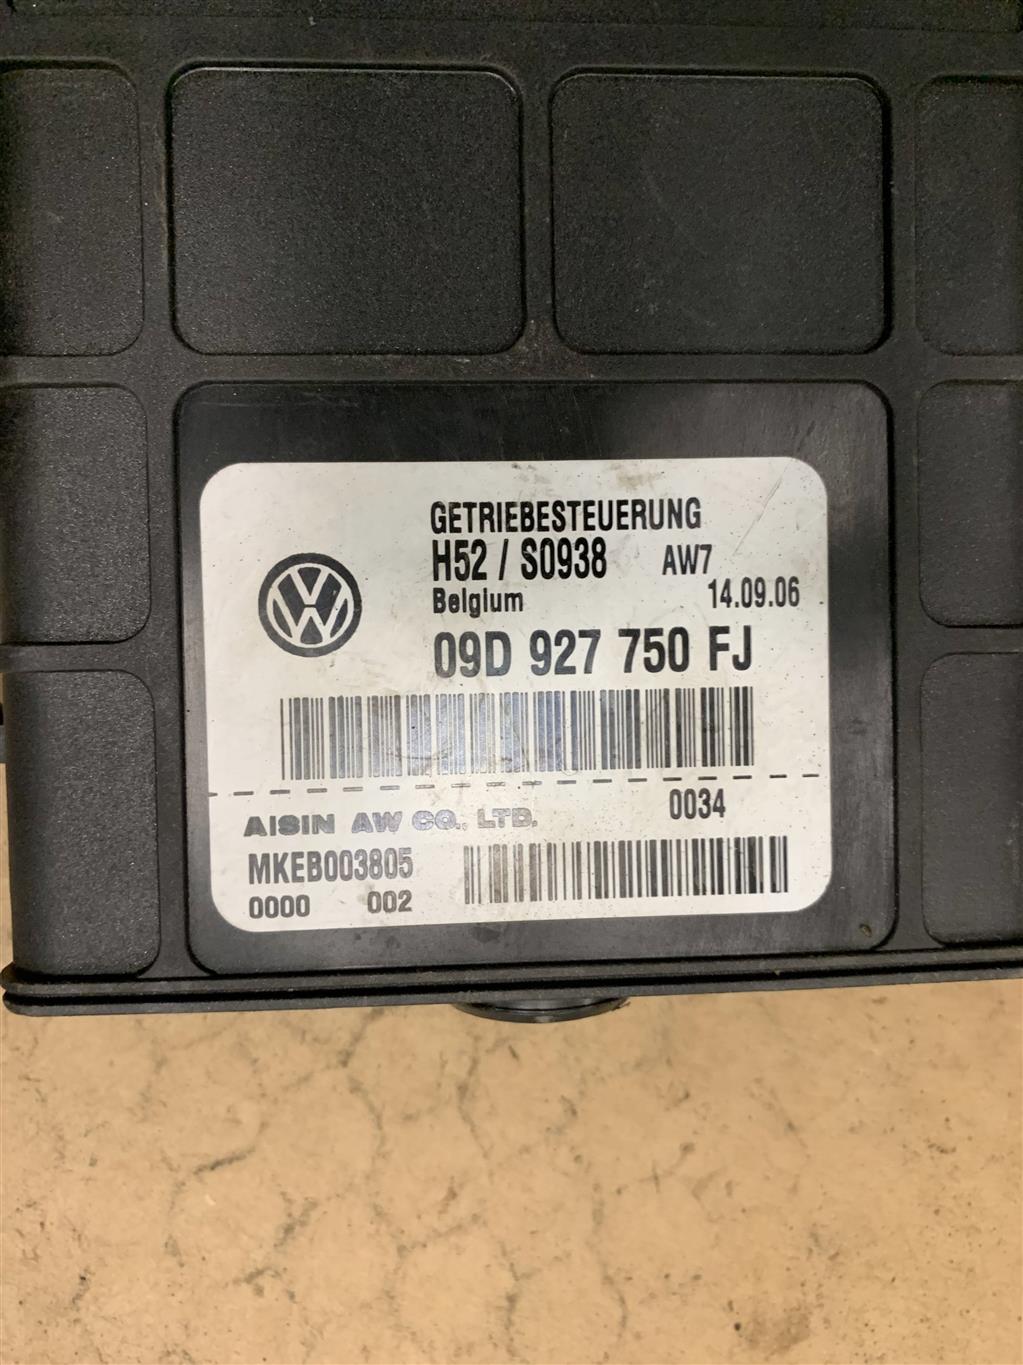 GETRIEBESTEUERUNG
H52 / S0938 AW7
Belgium 14.09.06
09D 927 750 FJ
0034
AISIN AW CO., LTD.
MKEB003805
0000 002